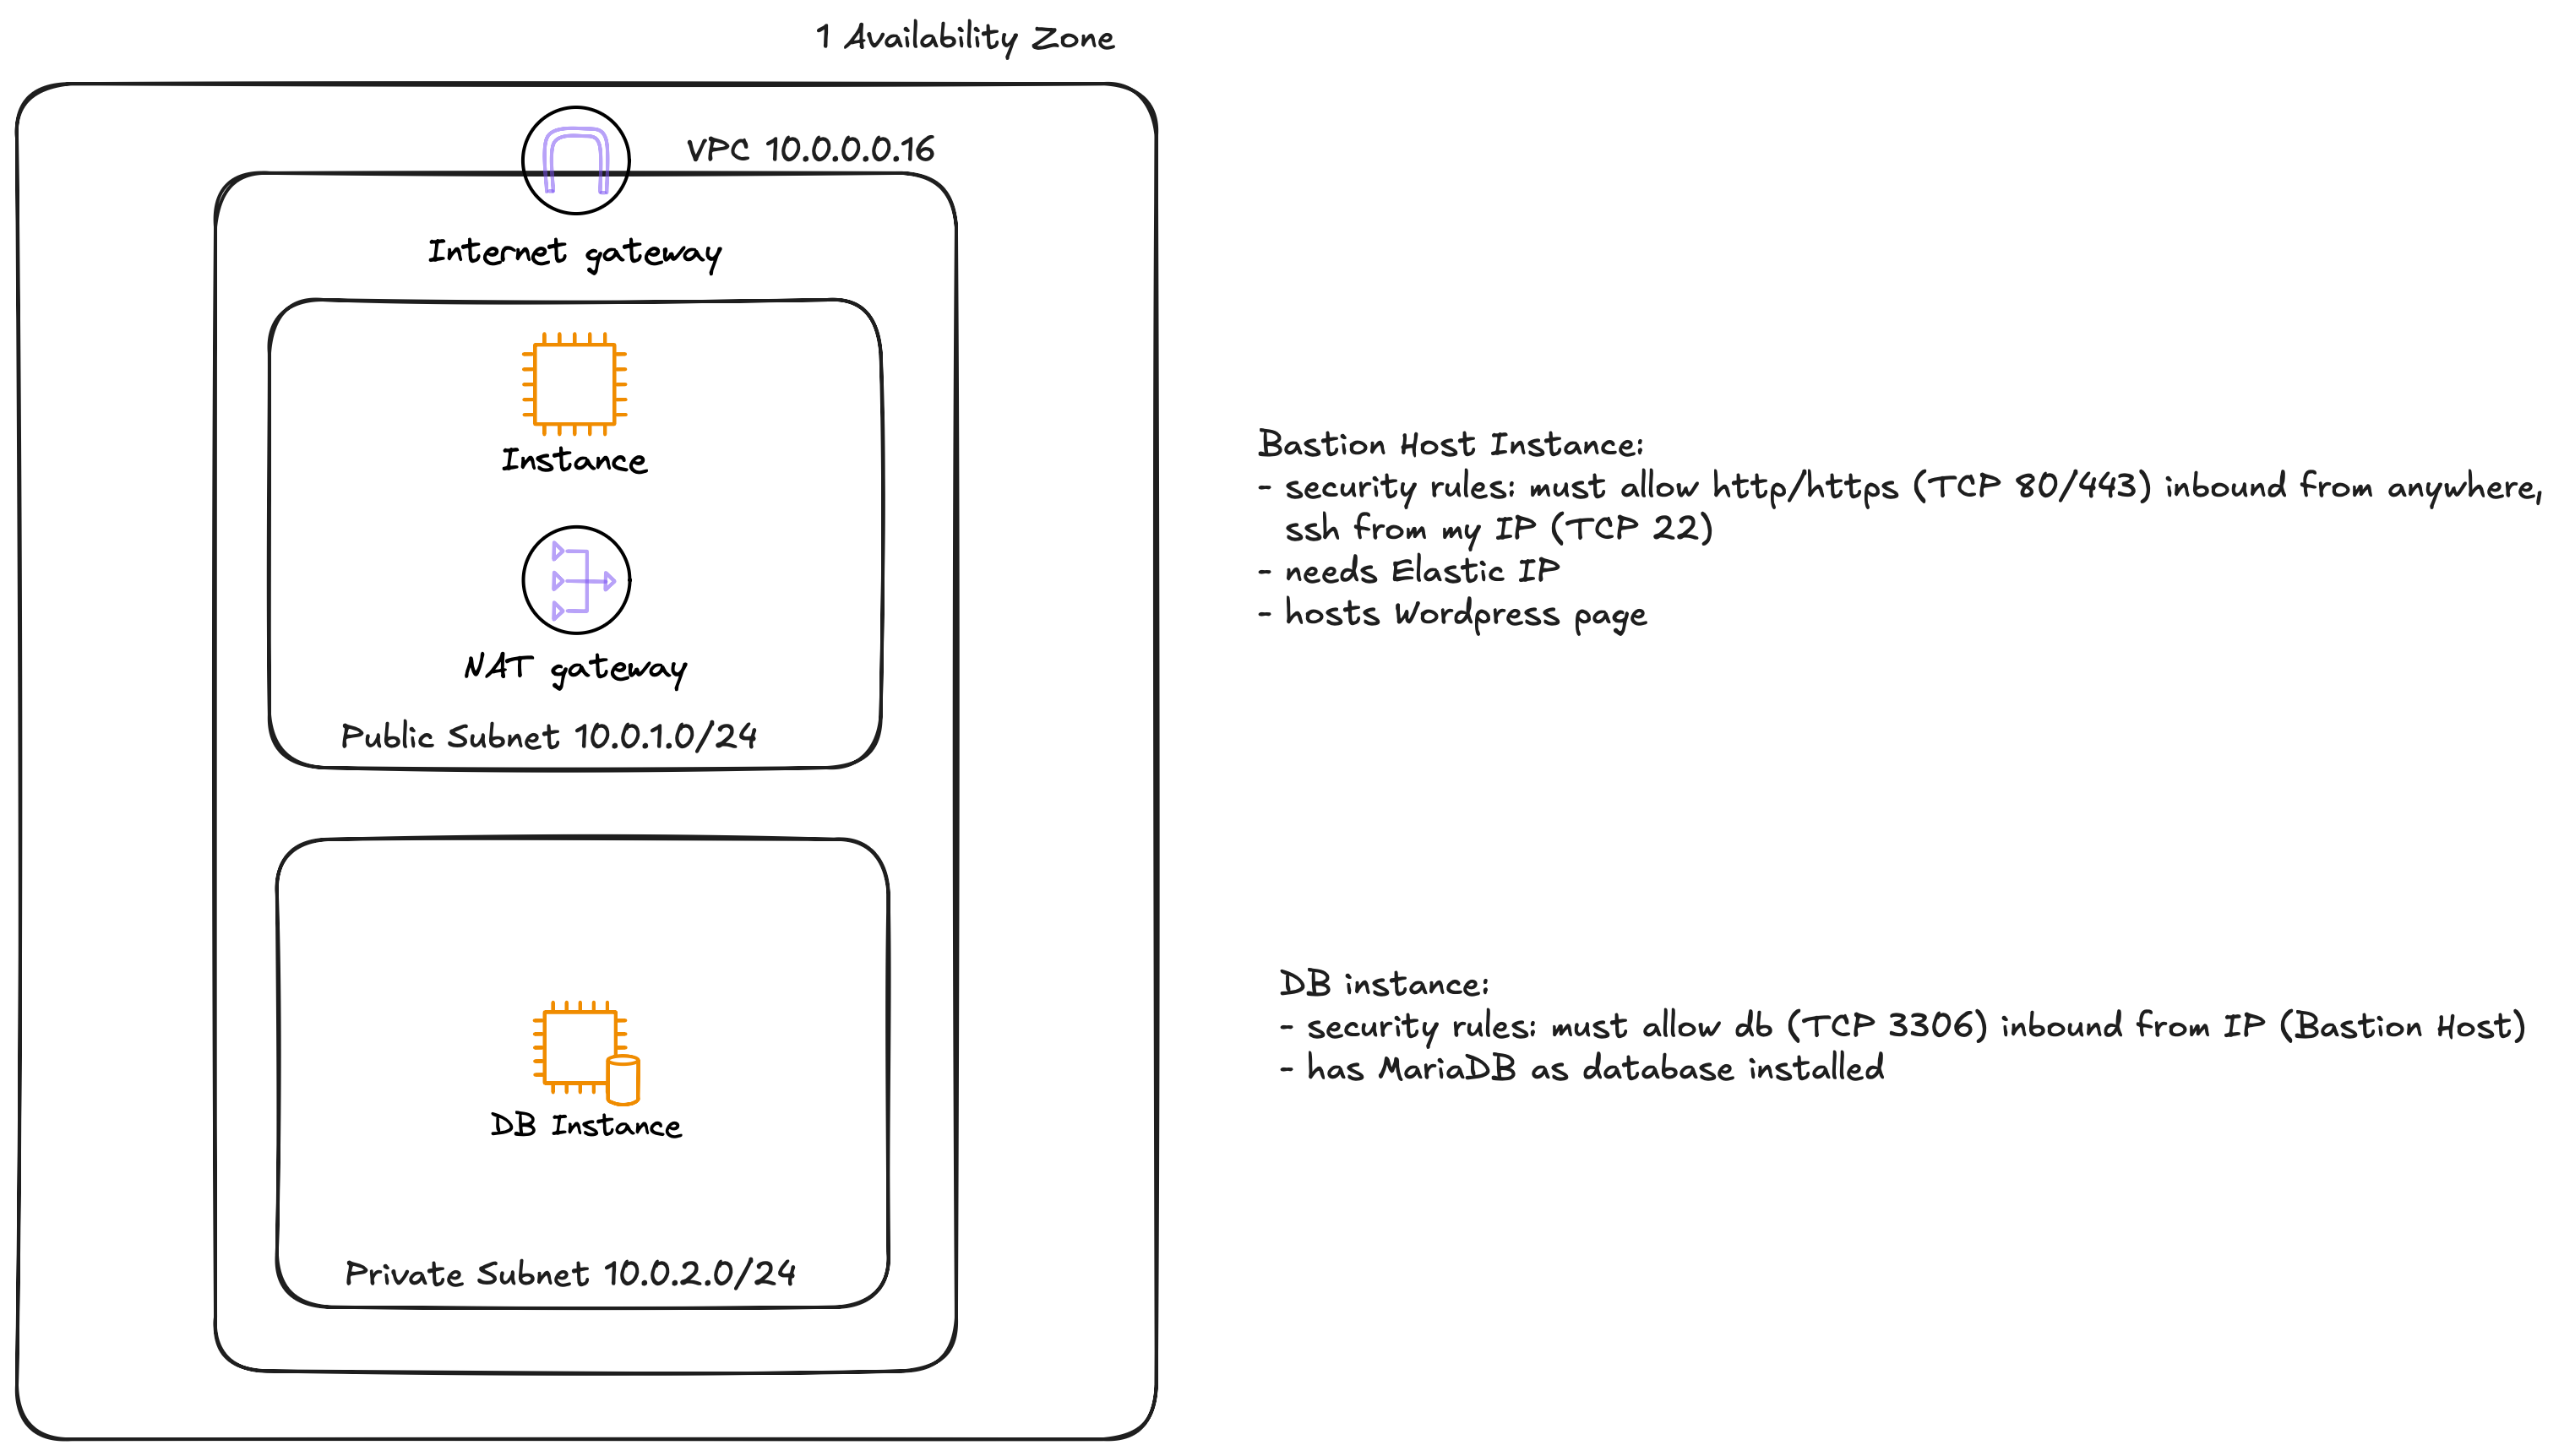 1 Availability Zone
VPC 10.0.0.0.16
Internet gateway
Instance
NAT gateway
Public Subnet 10.0.1.0/24
Bastion Host Instance:
- security rules: must allow http/https (TCP 80/443) inbound from anywhere,
ssh from my IP (TCP 22)
- needs Elastic IP
- hosts Wordpress page
DB Instance
Private Subnet 10.0.2.0/24
DB instance:
- security rules: must allow db (TCP 3306) inbound from IP (Bastion Host)
- has MariaDB as database installed